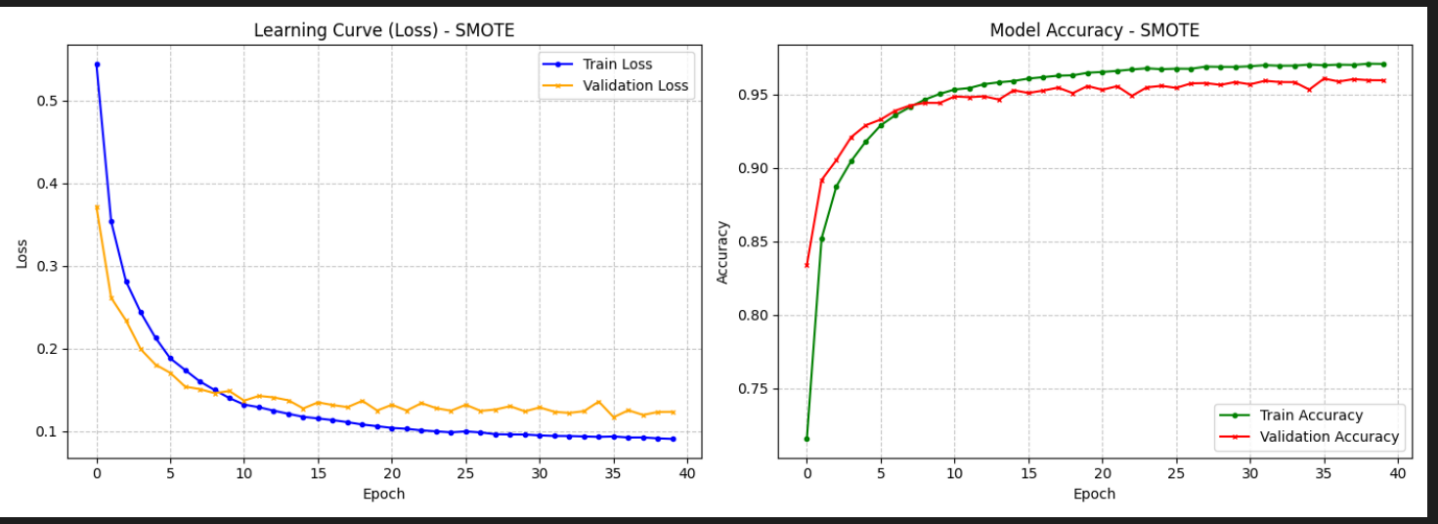 Learning Curve (Loss) - SMOTE
Train Loss
Validation Loss
0.5
0.4
0.3
0.2
0.1
Loss
0 5 10 15 20 25 30 35 40
Epoch
Model Accuracy - SMOTE
0.95
0.90
0.85
0.80
0.75
Accuracy
Train Accuracy
Validation Accuracy
0 5 10 15 20 25 30 35 40
Epoch